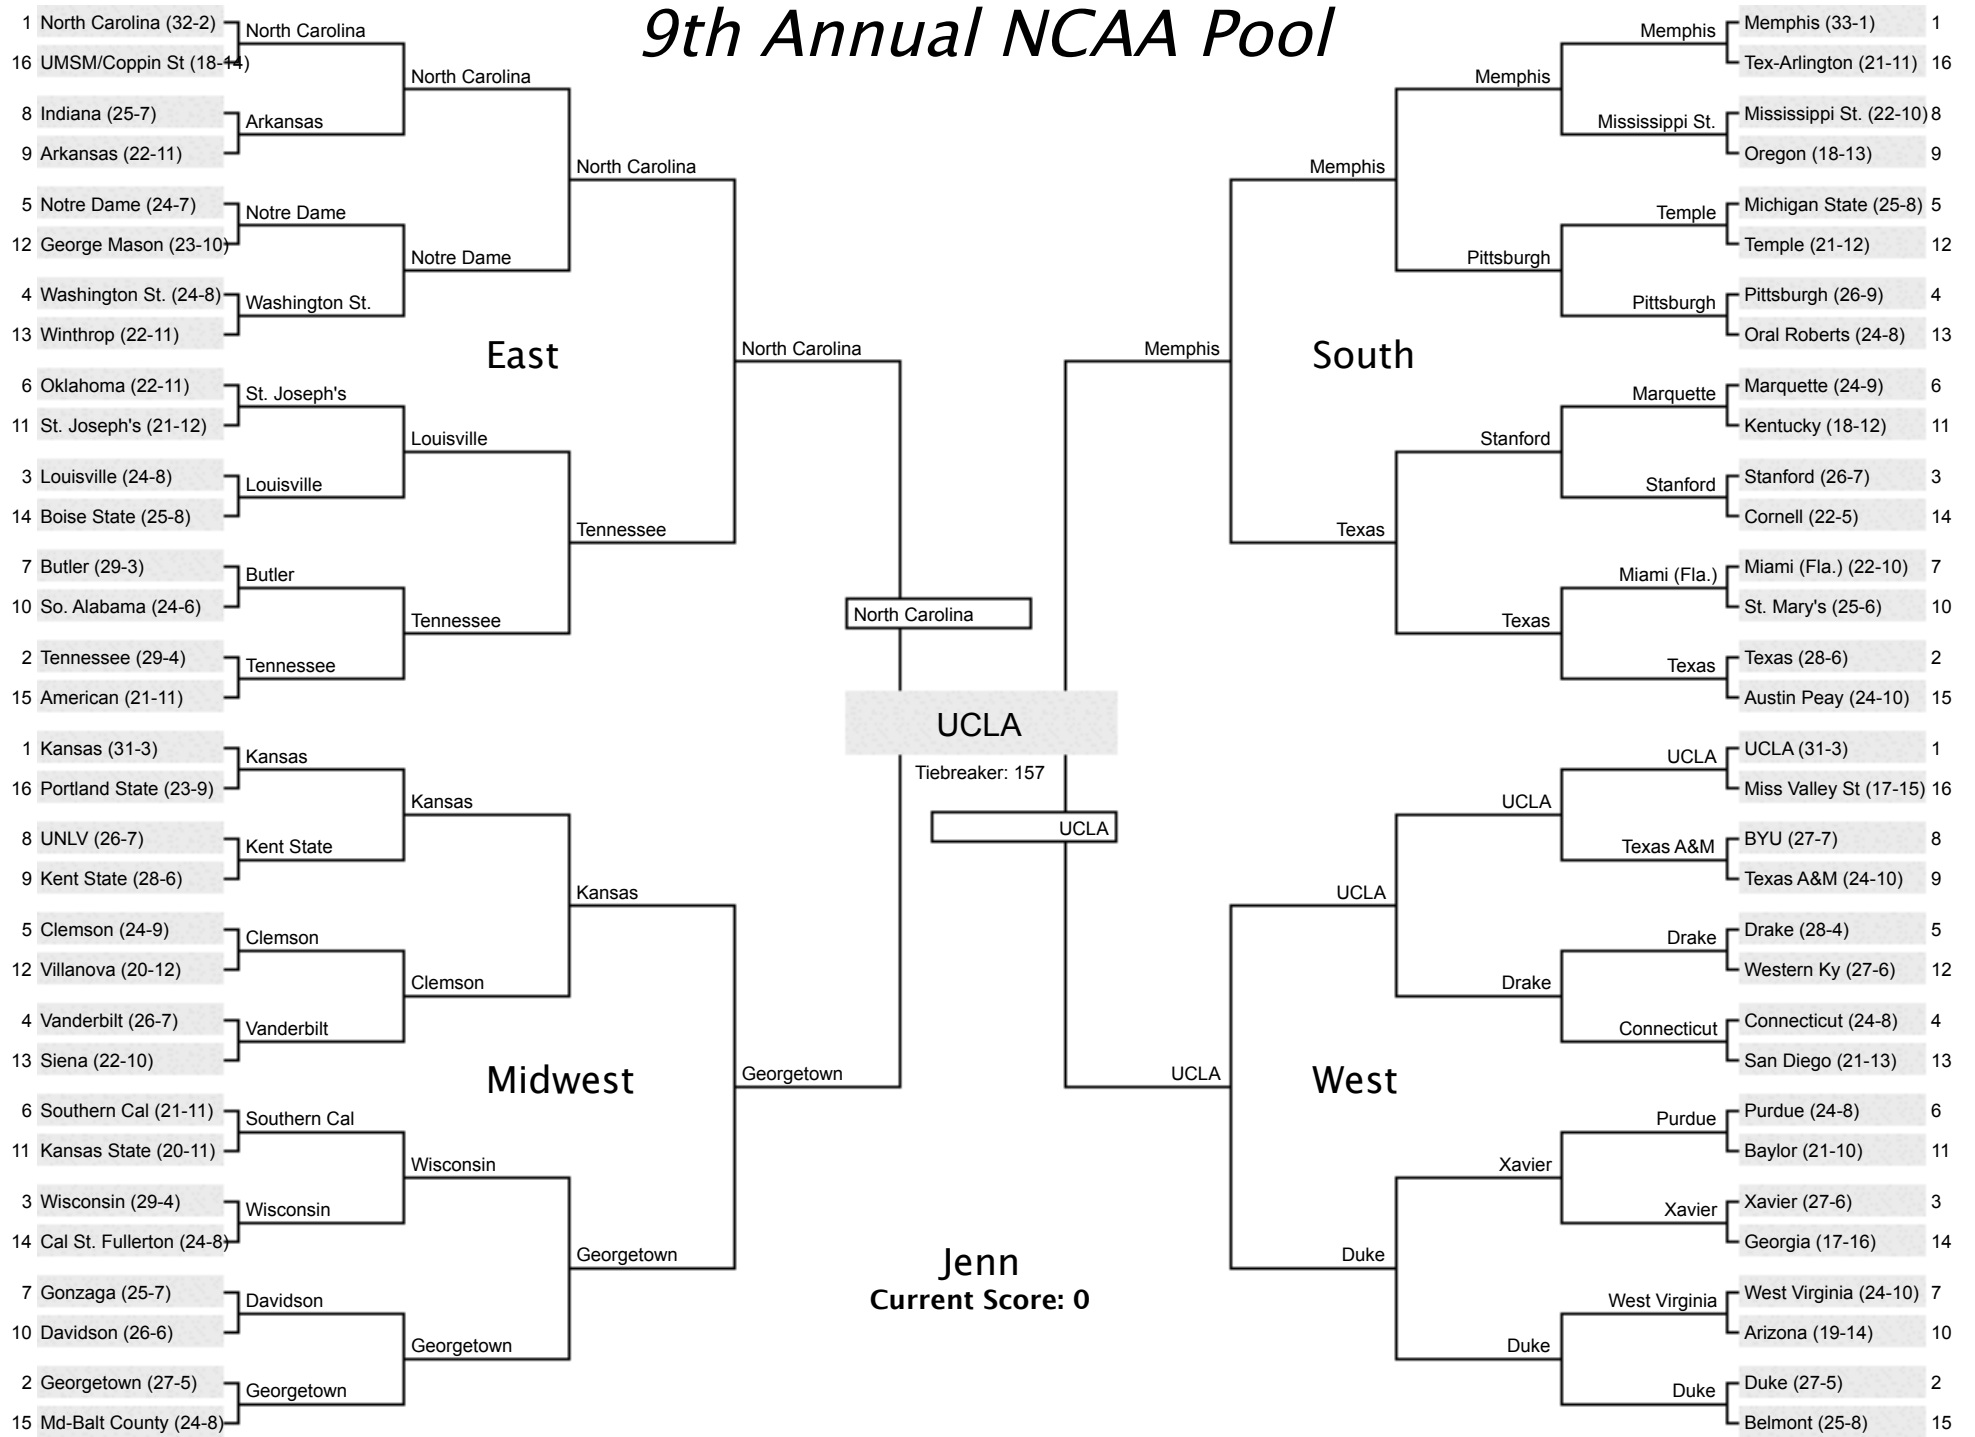 9th Annual NCAA Pool
1 North Carolina (32-2)
16 UMSM/Coppin St (18-14)
8 Indiana (25-7)
9 Arkansas (22-11)
5 Notre Dame (24-7)
12 George Mason (23-10)
4 Washington St. (24-8)
13 Winthrop (22-11)
6 Oklahoma (22-11)
11 St. Joseph's (21-12)
3 Louisville (24-8)
14 Boise State (25-8)
7 Butler (29-3)
10 So. Alabama (24-6)
2 Tennessee (29-4)
15 American (21-11)
North Carolina
Arkansas
Notre Dame
Washington St.
St. Joseph's
Louisville
Butler
Tennessee
North Carolina
Notre Dame
Louisville
Tennessee
North Carolina
Tennessee
East
North Carolina
1 Kansas (31-3)
16 Portland State (23-9)
8 UNLV (26-7)
9 Kent State (28-6)
5 Clemson (24-9)
12 Villanova (20-12)
4 Vanderbilt (26-7)
13 Siena (22-10)
6 Southern Cal (21-11)
11 Kansas State (20-11)
3 Wisconsin (29-4)
14 Cal St. Fullerton (24-8)
7 Gonzaga (25-7)
10 Davidson (26-6)
2 Georgetown (27-5)
15 Md-Balt County (24-8)
Kansas
Kent State
Clemson
Vanderbilt
Southern Cal
Wisconsin
Davidson
Georgetown
Kansas
Clemson
Wisconsin
Georgetown
Kansas
Georgetown
Midwest
Georgetown
North Carolina
UCLA
Tiebreaker: 157
UCLA
Jenn
Current Score: 0
Memphis
South
Memphis
Texas
Memphis
Pittsburgh
Stanford
Texas
Memphis
Mississippi St.
Temple
Pittsburgh
Marquette
Stanford
Miami (Fla.)
Texas
Memphis (33-1) 1
Tex-Arlington (21-11) 16
Mississippi St. (22-10) 8
Oregon (18-13) 9
Michigan State (25-8) 5
Temple (21-12) 12
Pittsburgh (26-9) 4
Oral Roberts (24-8) 13
Marquette (24-9) 6
Kentucky (18-12) 11
Stanford (26-7) 3
Cornell (22-5) 14
Miami (Fla.) (22-10) 7
St. Mary's (25-6) 10
Texas (28-6) 2
Austin Peay (24-10) 15
UCLA
West
UCLA
Duke
UCLA
Drake
Xavier
Duke
UCLA
Texas A&M
Drake
Connecticut
Purdue
Xavier
West Virginia
Duke
UCLA (31-3) 1
Miss Valley St (17-15) 16
BYU (27-7) 8
Texas A&M (24-10) 9
Drake (28-4) 5
Western Ky (27-6) 12
Connecticut (24-8) 4
San Diego (21-13) 13
Purdue (24-8) 6
Baylor (21-10) 11
Xavier (27-6) 3
Georgia (17-16) 14
West Virginia (24-10) 7
Arizona (19-14) 10
Duke (27-5) 2
Belmont (25-8) 15